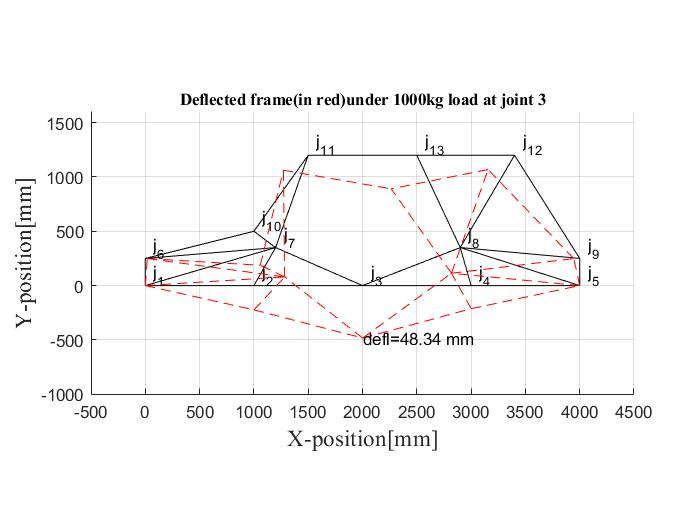 Deflected frame(in red)under 1000kg load at joint 3
1500
1000
500
0
-500
-1000
Y-position[mm]
j11
j13
j12
j10
j7
j8
j6
j9
j1
j2
j3
j4
j5
defl=48.34 mm
-500 0 500 1000 1500 2000 2500 3000 3500 4000 4500
X-position[mm]